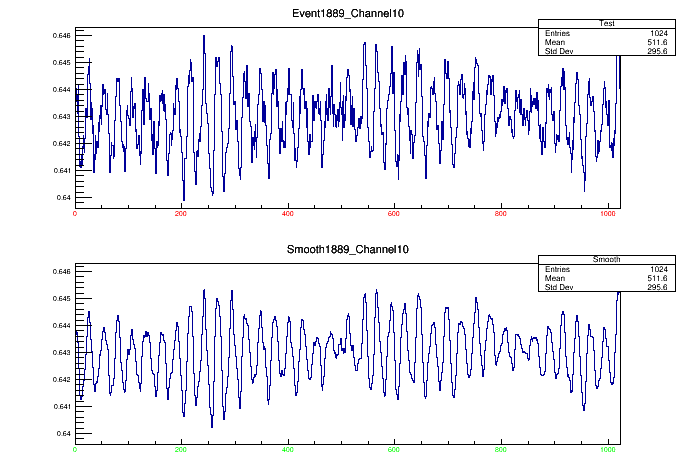 Event1889_Channel10
Test
Entries 1024
Mean 511.6
Std Dev 295.6
0.646
0.645
0.644
0.643
0.642
0.641
0.64
0 200 400 600 800 1000
Smooth1889_Channel10
Smooth
Entries 1024
Mean 511.6
Std Dev 295.6
0.646
0.645
0.644
0.643
0.642
0.641
0.64
0 200 400 600 800 1000